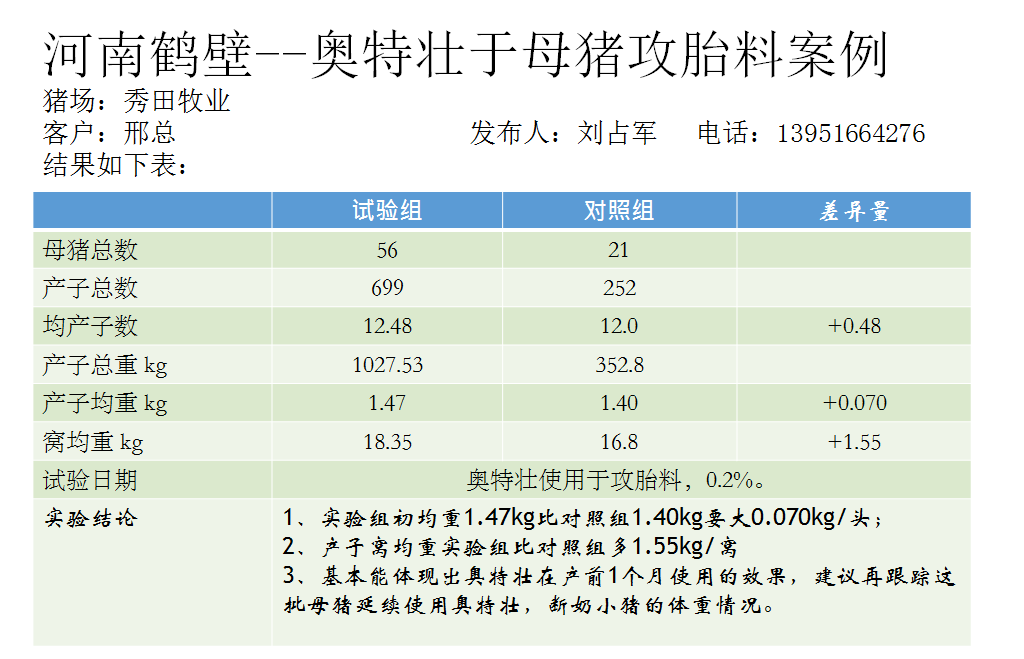 河南鹤壁--奥特壮于母猪攻胎料案例
猪场：秀田牧业
客户：邢总 发布人：刘占军 电话：13951664276
结果如下表：
试验组 对照组 差异量
母猪总数 56 21
产子总数 699 252
均产子数 12.48 12.0 +0.48
产子总重 kg 1027.53 352.8
产子均重 kg 1.47 1.40 +0.070
窝均重 kg 18.35 16.8 +1.55
试验日期 奥特壮使用于攻胎料，0.2%。
实验结论 1、实验组初均重1.47kg比对照组1.40kg要大0.070kg/头；
2、产子窝均重实验组比对照组多1.55kg/窝
3、基本能体现出奥特壮在产前1个月使用的效果，建议再跟踪这
批母猪延续使用奥特壮，断奶小猪的体重情况。